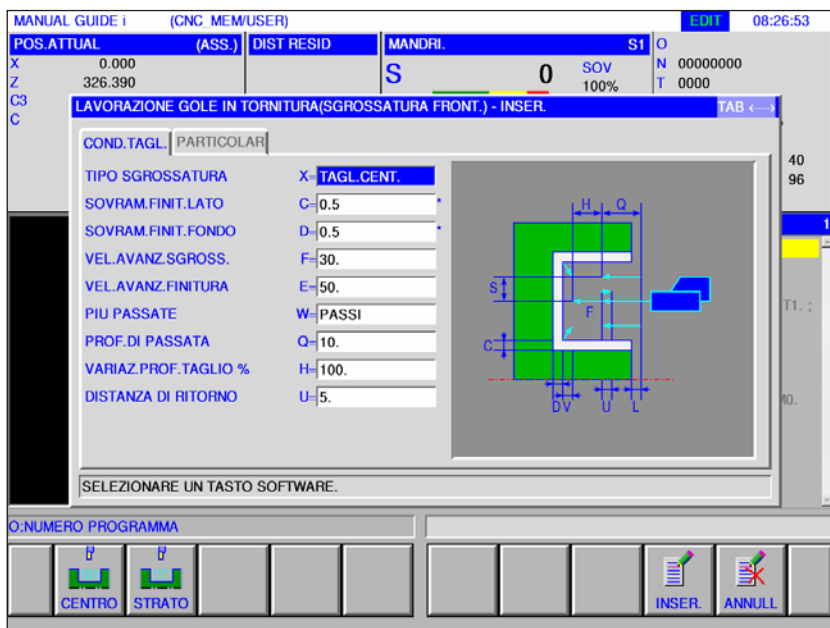 MANUAL GUIDE i (CNC_MEM/USER) EDIT 08:26:53
POS.ATTUAL (ASS.) DIST RESID MANDRI. S1 O
X 0.000 S 0 SOV N 00000000
Z 326.390 100% T 0000
C3
C
LAVORAZIONE GOLE IN TORNITURA(SGROSSATURA FRONT.) - INSER. TAB
COND.TAGL. PARTICOLAR
TIPO SGROSSATURA X=TAGL.CENT.
SOVRAM.FINIT.LATO C=0.5 *
SOVRAM.FINIT.FONDO D=0.5 *
VEL.AVANZ.SGROSS. F=30.
VEL.AVANZ.FINITURA E=50.
PIU PASSATE W=PASSI
PROF.DI PASSATA Q=10.
VARIAZ.PROF.TAGLIO % H=100.
DISTANZA DI RITORNO U=5.
H Q
S
F
C
D V U L
40
96
1
T1. ;
M0.
SELEZIONARE UN TASTO SOFTWARE.
O:NUMERO PROGRAMMA
CENTRO STRATO INSER. ANNULL